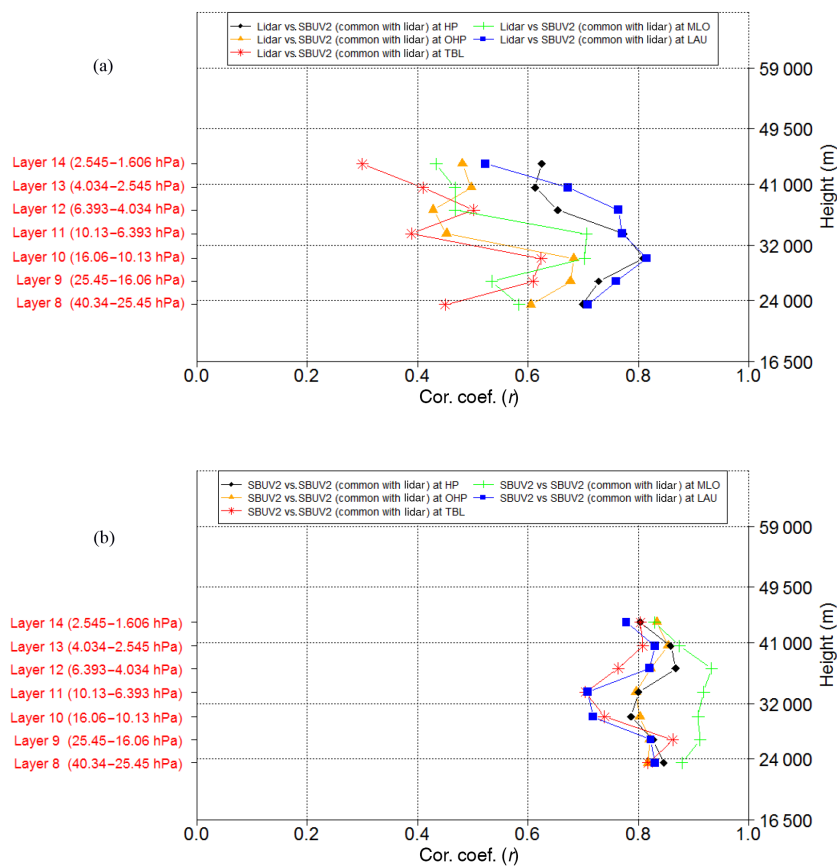 Lidar vs.SBUV2 (common with lidar) at HP
Lidar vs.SBUV2 (common with lidar) at OHP
Lidar vs.SBUV2 (common with lidar) at TBL
Lidar vs SBUV2 (common with lidar) at MLO
Lidar vs SBUV2 (common with lidar) at LAU
(a)
59 000
49 500
41 000
32 000
24 000
16 500
Height (m)
Layer 14 (2.545−1.606 hPa)
Layer 13 (4.034−2.545 hPa)
Layer 12 (6.393−4.034 hPa)
Layer 11 (10.13−6.393 hPa)
Layer 10 (16.06−10.13 hPa)
Layer 9 (25.45−16.06 hPa)
Layer 8 (40.34−25.45 hPa)
0.0 0.2 0.4 0.6 0.8 1.0
Cor. coef. (r)
SBUV2 vs.SBUV2 (common with lidar) at HP
SBUV2 vs.SBUV2 (common with lidar) at OHP
SBUV2 vs.SBUV2 (common with lidar) at TBL
SBUV2 vs SBUV2 (common with lidar) at MLO
SBUV2 vs SBUV2 (common with lidar) at LAU
(b)
59 000
49 500
41 000
32 000
24 000
16 500
Height (m)
Layer 14 (2.545−1.606 hPa)
Layer 13 (4.034−2.545 hPa)
Layer 12 (6.393−4.034 hPa)
Layer 11 (10.13−6.393 hPa)
Layer 10 (16.06−10.13 hPa)
Layer 9 (25.45−16.06 hPa)
Layer 8 (40.34−25.45 hPa)
0.0 0.2 0.4 0.6 0.8 1.0
Cor. coef. (r)